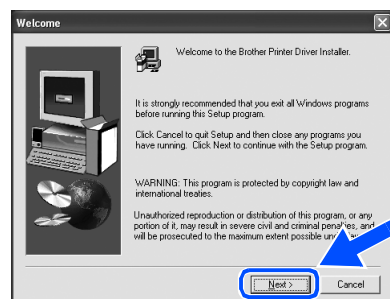 Welcome
Welcome to the Brother Printer Driver Installer.
It is strongly recommended that you exit all Windows programs
before running this Setup program.
Click Cancel to quit Setup and then close any programs you
have running. Click Next to continue with the Setup program.
WARNING: This program is protected by copyright law and
international treaties.
Unauthorized reproduction or distribution of this program, or any
portion of it, may result in severe civil and criminal penalties, and
will be prosecuted to the maximum extent possible under
Next >
Cancel